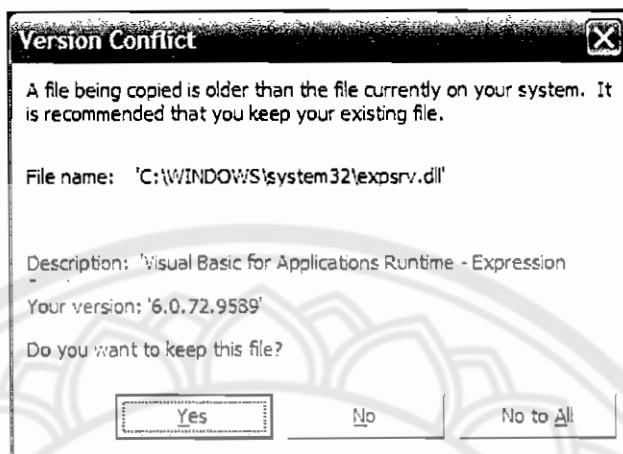 Version Conflict
A file being copied is older than the file currently on your system. It
is recommended that you keep your existing file.
File name: 'C:\WINDOWS\system32\expsrv.dll'
Description: 'Visual Basic for Applications Runtime - Expression
Your version: '6.0.72.9589'
Do you want to keep this file?
Yes No No to All